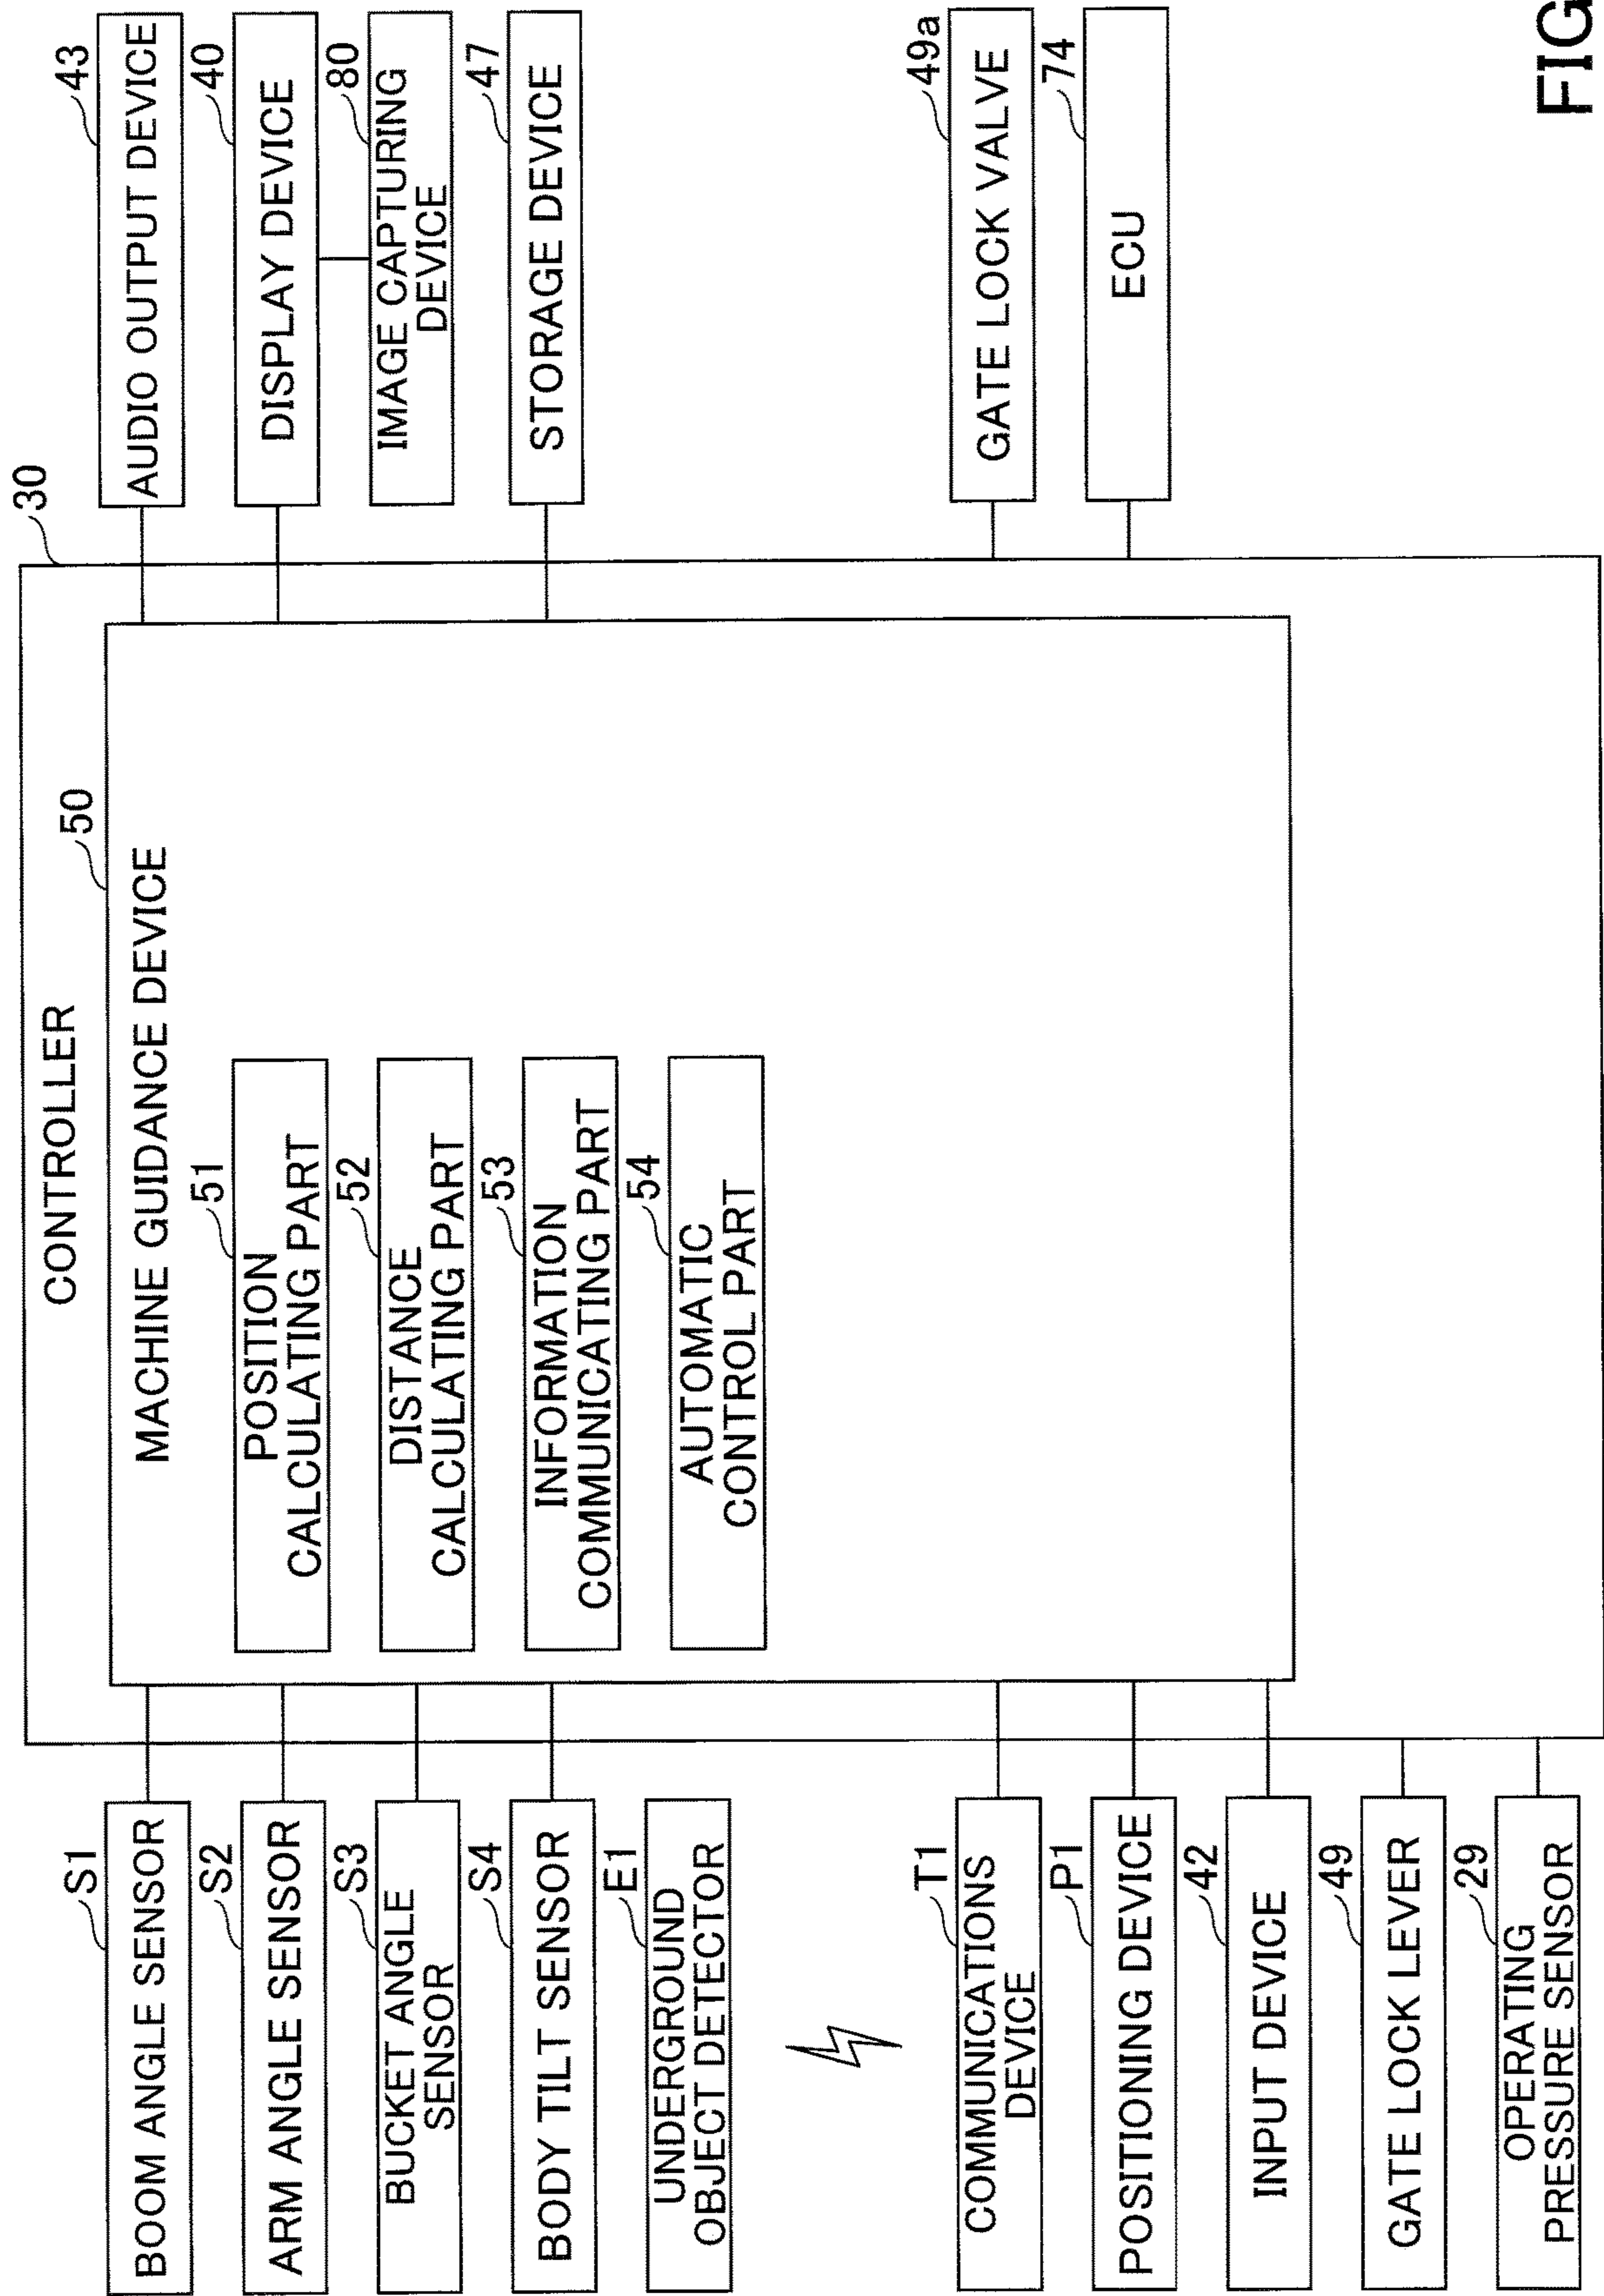 CONTROLLER
30
MACHINE GUIDANCE DEVICE
50
POSITION
CALCULATING PART
51
DISTANCE
CALCULATING PART
52
INFORMATION
COMMUNICATING PART
53
AUTOMATIC
CONTROL PART
54
S1
BOOM ANGLE SENSOR
S2
ARM ANGLE SENSOR
S3
BUCKET ANGLE
SENSOR
S4
BODY TILT SENSOR
E1
UNDERGROUND
OBJECT DETECTOR
T1
COMMUNICATIONS
DEVICE
P1
POSITIONING DEVICE
42
INPUT DEVICE
49
GATE LOCK LEVER
29
OPERATING
PRESSURE SENSOR
43
AUDIO OUTPUT DEVICE
40
DISPLAY DEVICE
80
IMAGE CAPTURING
DEVICE
47
STORAGE DEVICE
49a
GATE LOCK VALVE
74
ECU
FIG